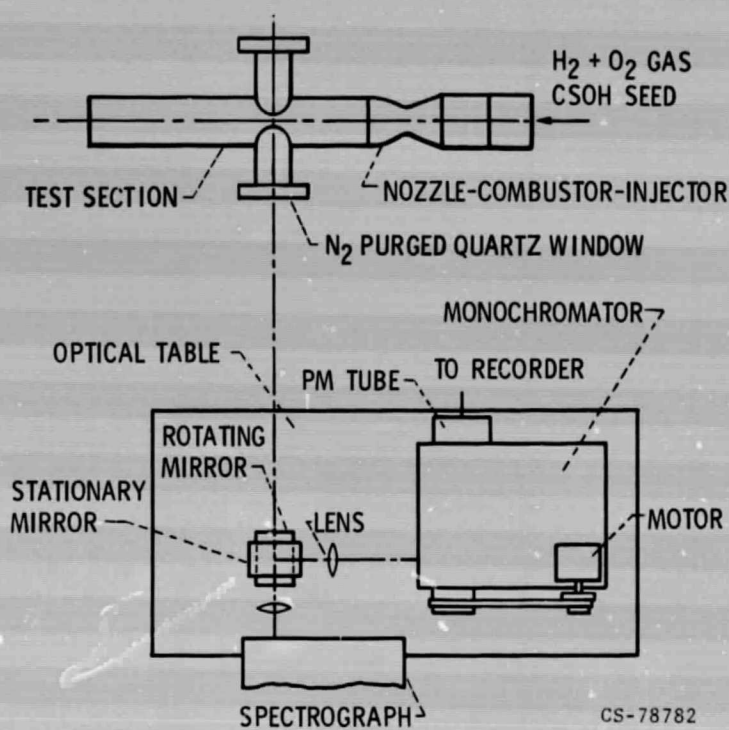 H2 + O2 GAS
CSOH SEED
TEST SECTION
NOZZLE-COMBUSTOR-INJECTOR
N2 PURGED QUARTZ WINDOW
MONOCHROMATOR
OPTICAL TABLE
PM TUBE
TO RECORDER
ROTATING
MIRROR
STATIONARY
MIRROR
LENS
MOTOR
SPECTROGRAPH
CS-78782